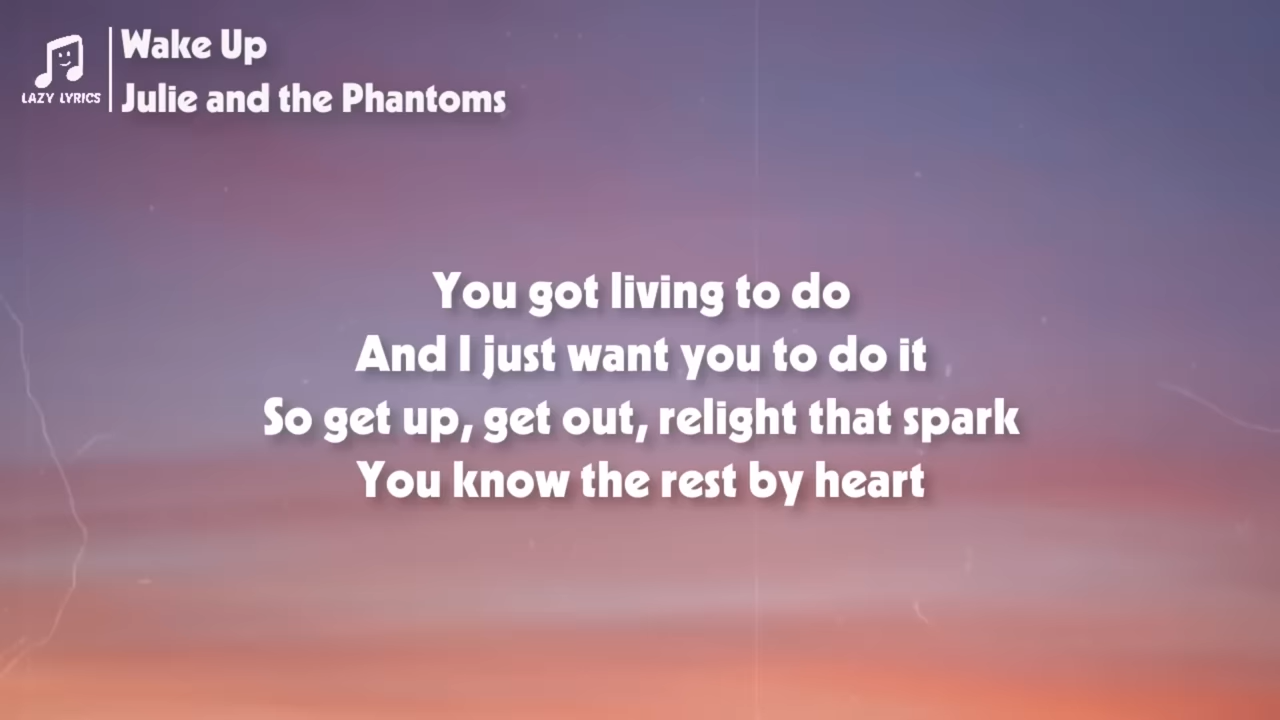 LAZY LYRICS
Wake Up
Julie and the Phantoms
You got living to do
And I just want you to do it
So get up, get out, relight that spark
You know the rest by heart